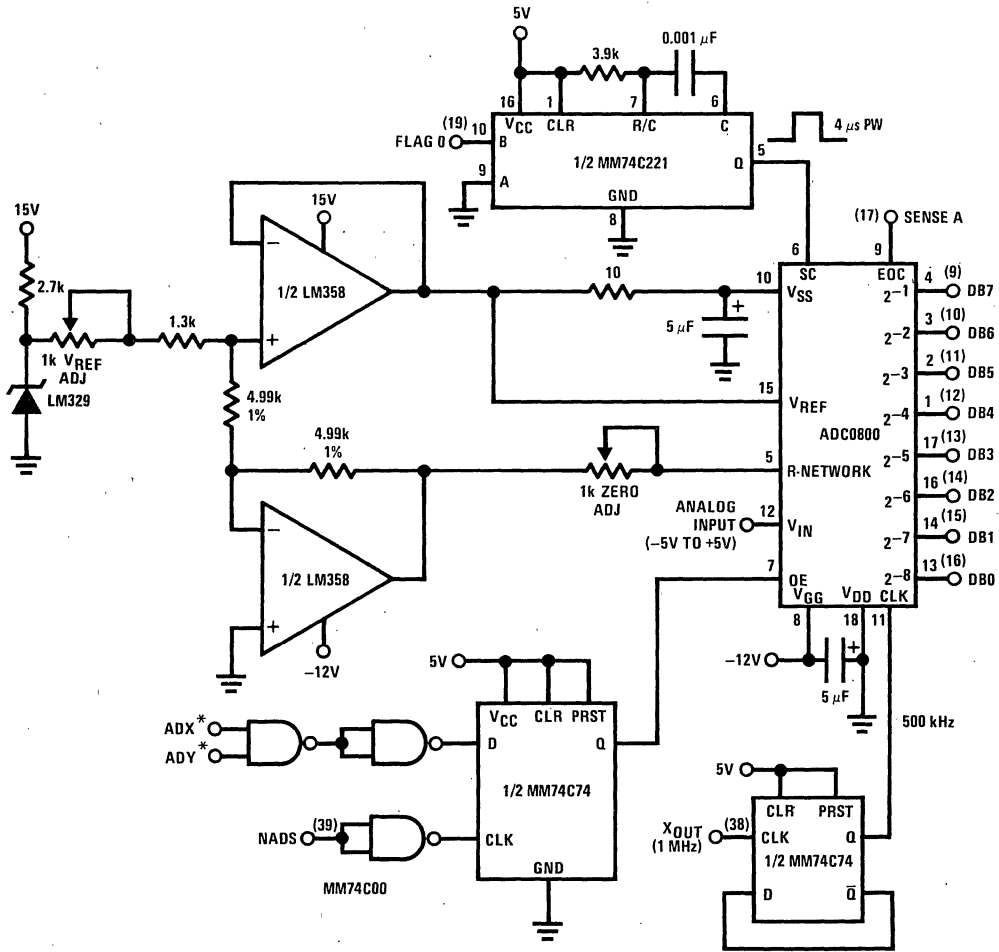 5V
0.001 µF
3.9k
16
1
7
6
VCC
CLR
R/C
C
FLAG 0
(19)
10
B
9
A
1/2 MM74C221
Q
5
4 µs PW
GND
8
15V
2.7k
1k VREF
ADJ
LM329
1.3k
15V
−
+
1/2 LM358
4.99k
1%
4.99k
1%
10
5 µF
+
−
+
1/2 LM358
−12V
1k ZERO
ADJ
ANALOG
INPUT
(−5V TO +5V)
(17)
SENSE A
6
9
SC
EOC
10
VSS
15
VREF
ADC0800
5
R-NETWORK
12
VIN
7
OE
VGG
VDD
CLK
8
18
11
2−1
4
(9)
DB7
2−2
3
(10)
DB6
2−3
2
(11)
DB5
2−4
1
(12)
DB4
2−5
17
(13)
DB3
2−6
16
(14)
DB2
2−7
14
(15)
DB1
2−8
13
(16)
DB0
−12V
+
5 µF
500 kHz
5V
VCC
CLR
PRST
ADX*
ADY*
D
Q
1/2 MM74C74
NADS
(39)
CLK
GND
MM74C00
5V
CLR
PRST
XOUT
(1 MHz)
(38)
CLK
Q
1/2 MM74C74
D
Q̅